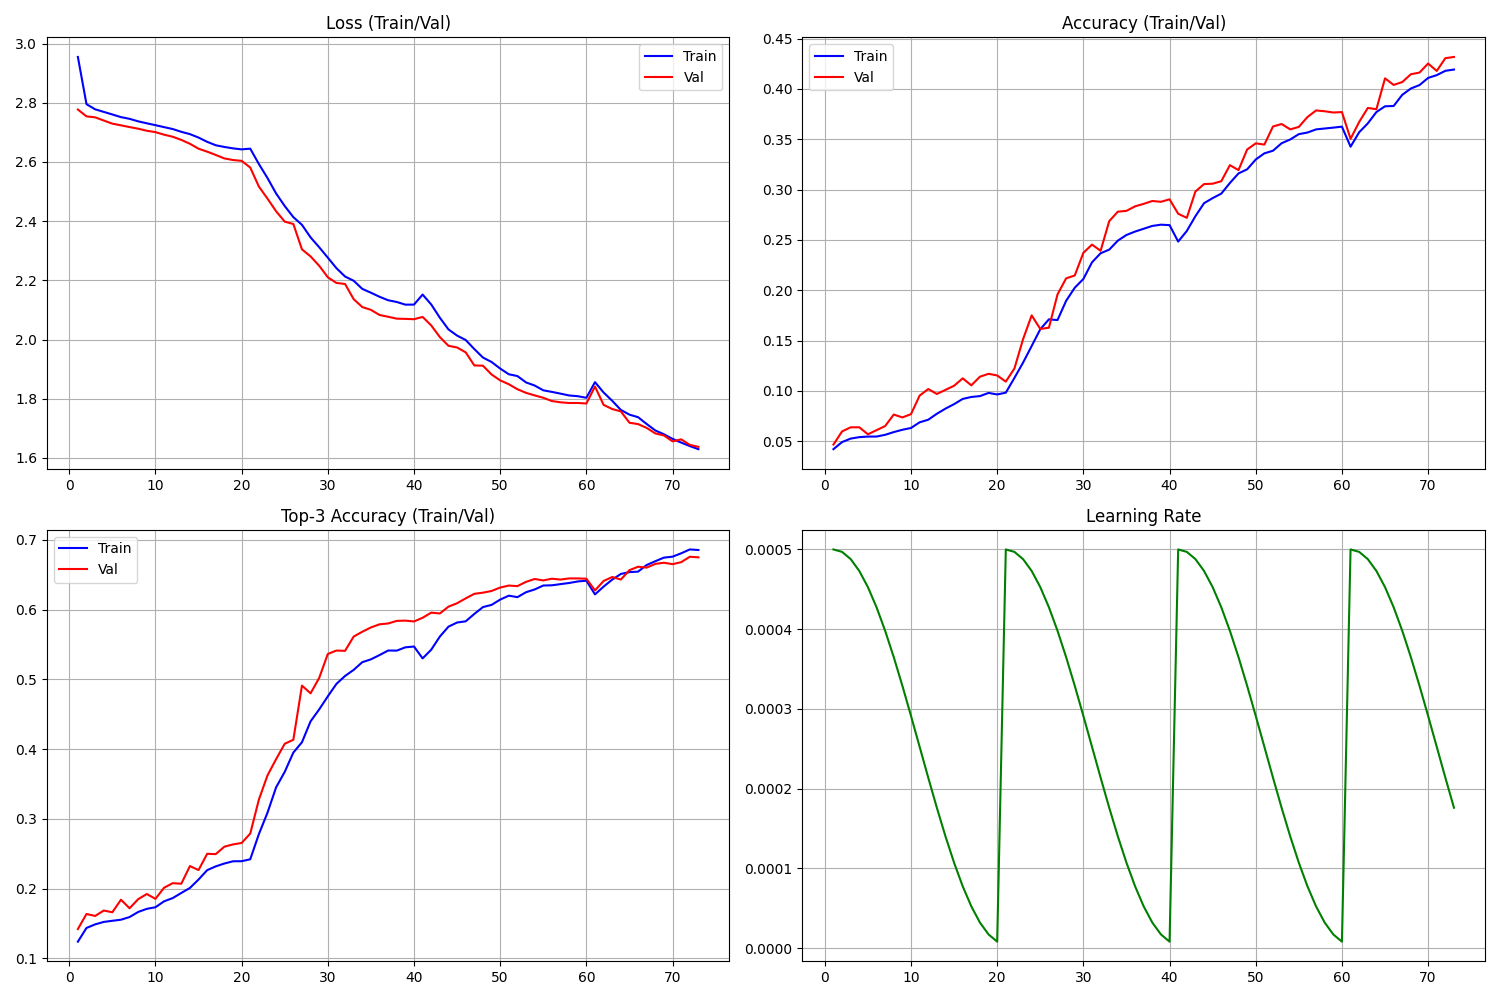 Loss (Train/Val)
3.0
2.8
2.6
2.4
2.2
2.0
1.8
1.6
0 10 20 30 40 50 60 70
Train
Val
Accuracy (Train/Val)
0.45
0.40
0.35
0.30
0.25
0.20
0.15
0.10
0.05
0 10 20 30 40 50 60 70
Train
Val
Top-3 Accuracy (Train/Val)
0.7
0.6
0.5
0.4
0.3
0.2
0.1
0 10 20 30 40 50 60 70
Train
Val
Learning Rate
0.0005
0.0004
0.0003
0.0002
0.0001
0.0000
0 10 20 30 40 50 60 70